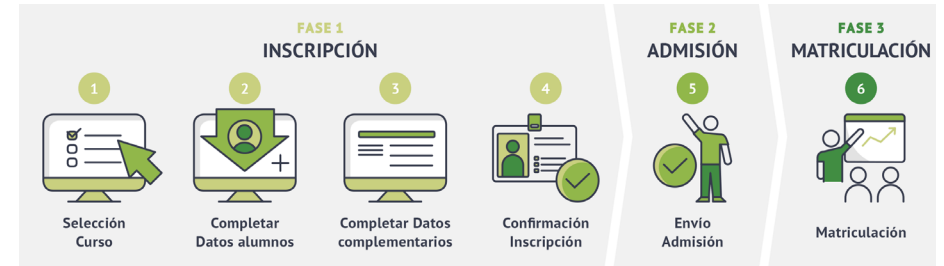 FASE 1
INSCRIPCIÓN
1
2
3
4
Selección
Curso
Completar
Datos alumnos
Completar Datos
complementarios
Confirmación
Inscripción
FASE 2
ADMISIÓN
5
Envío
Admisión
FASE 3
MATRICULACIÓN
6
Matriculación